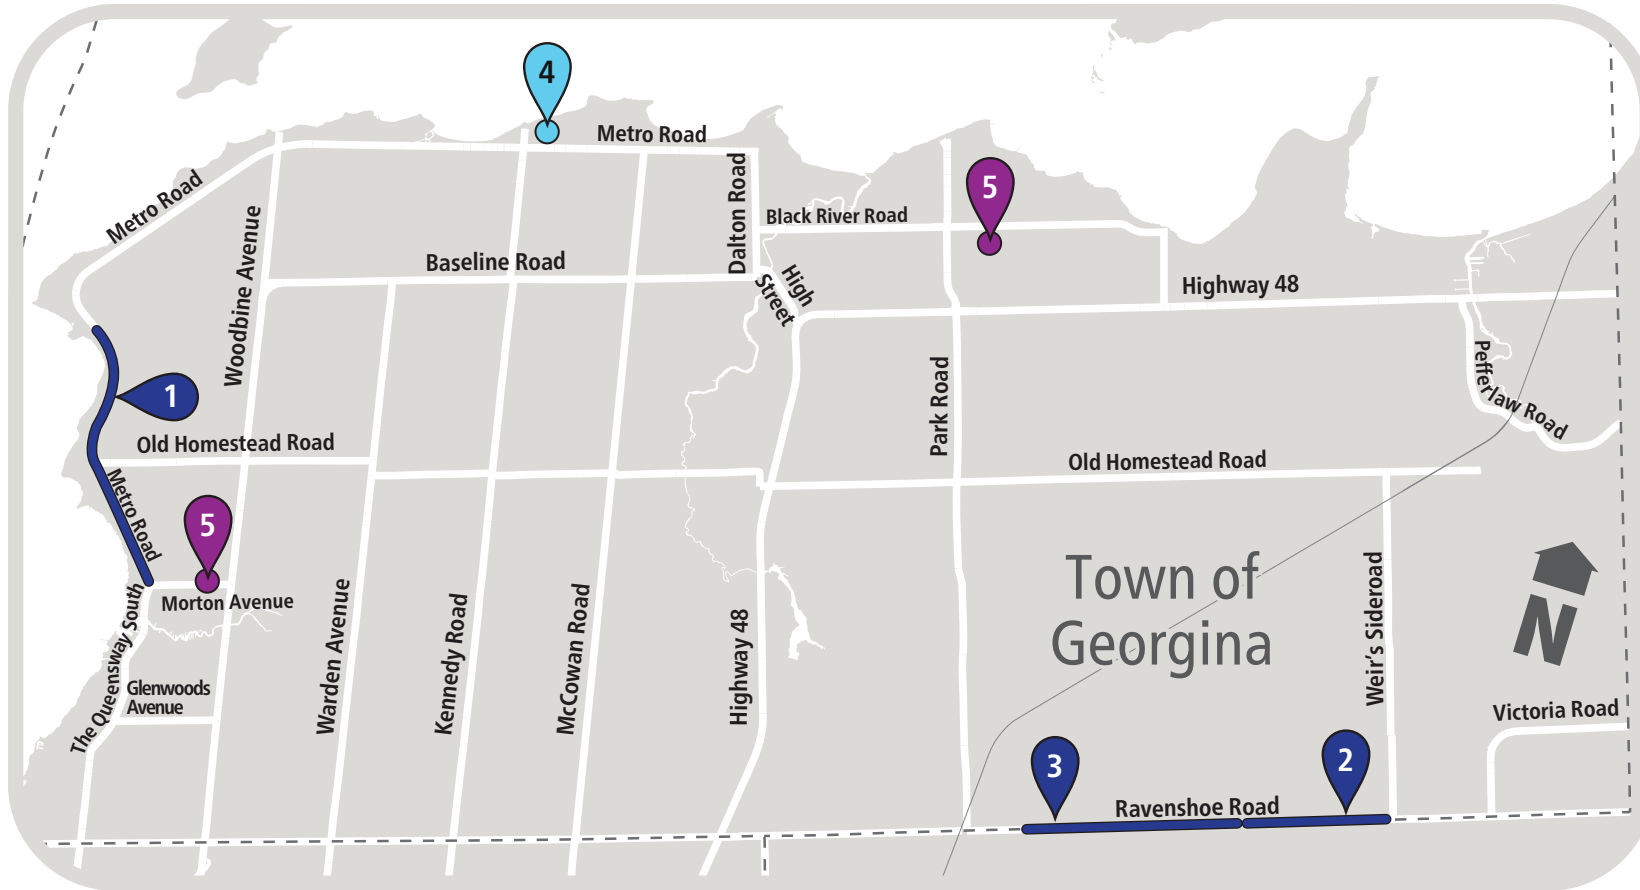 4
Metro Road
5
Metro Road
Dalton Road
Black River Road
Woodbine Avenue
Baseline Road
High
Street
Highway 48
1
Park Road
Pefferlaw Road
Old Homestead Road
Old Homestead Road
Metro Road
5
Morton Avenue
Town of
Georgina
N
The Queensway South
Glenwoods
Avenue
Warden Avenue
Kennedy Road
McCowan Road
Highway 48
Weir's Sideroad
Victoria Road
3
2
Ravenshoe Road